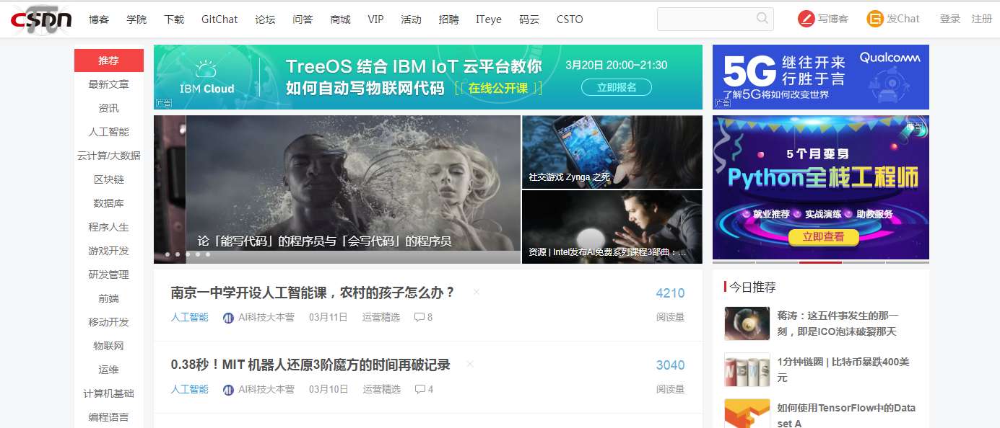 CSDN 博客 学院 下载 GitChat 论坛 问答 商城 VIP 活动 招聘 ITeye 码云 CSTO 写博客 发Chat 登录 注册
推荐
最新文章
资讯
人工智能
云计算/大数据
区块链
数据库
程序人生
游戏开发
研发管理
前端
移动开发
物联网
运维
计算机基础
编程语言
IBM Cloud
TreeOS 结合 IBM IoT 云平台教你
如何自动写物联网代码 [[ 在线公开课 ]]
3月20日 20:00-21:30
立即报名
广告
5G 继往开来
行胜于言
Qualcomm
了解5G将如何改变世界
广告
论「能写代码」的程序员与「会写代码」的程序员
社交游戏 Zynga 之死
资源 | Intel发布AI免费系列课程3部曲：...
广告
5个月变身
Python全栈工程师
就业推荐 实战演练 助教服务
立即查看
南京一中学开设人工智能课，农村的孩子怎么办？ × 4210
人工智能 AI科技大本营 03月11日 运营精选 8 阅读量
0.38秒！MIT 机器人还原3阶魔方的时间再破记录 × 3040
人工智能 AI科技大本营 03月10日 运营精选 4 阅读量
今日推荐
蒋涛：这五件事发生的那一
刻，即是ICO泡沫破裂那天
NEWS
1分钟链圈 | 比特币暴跌400美
元
如何使用TensorFlow中的Data
set A